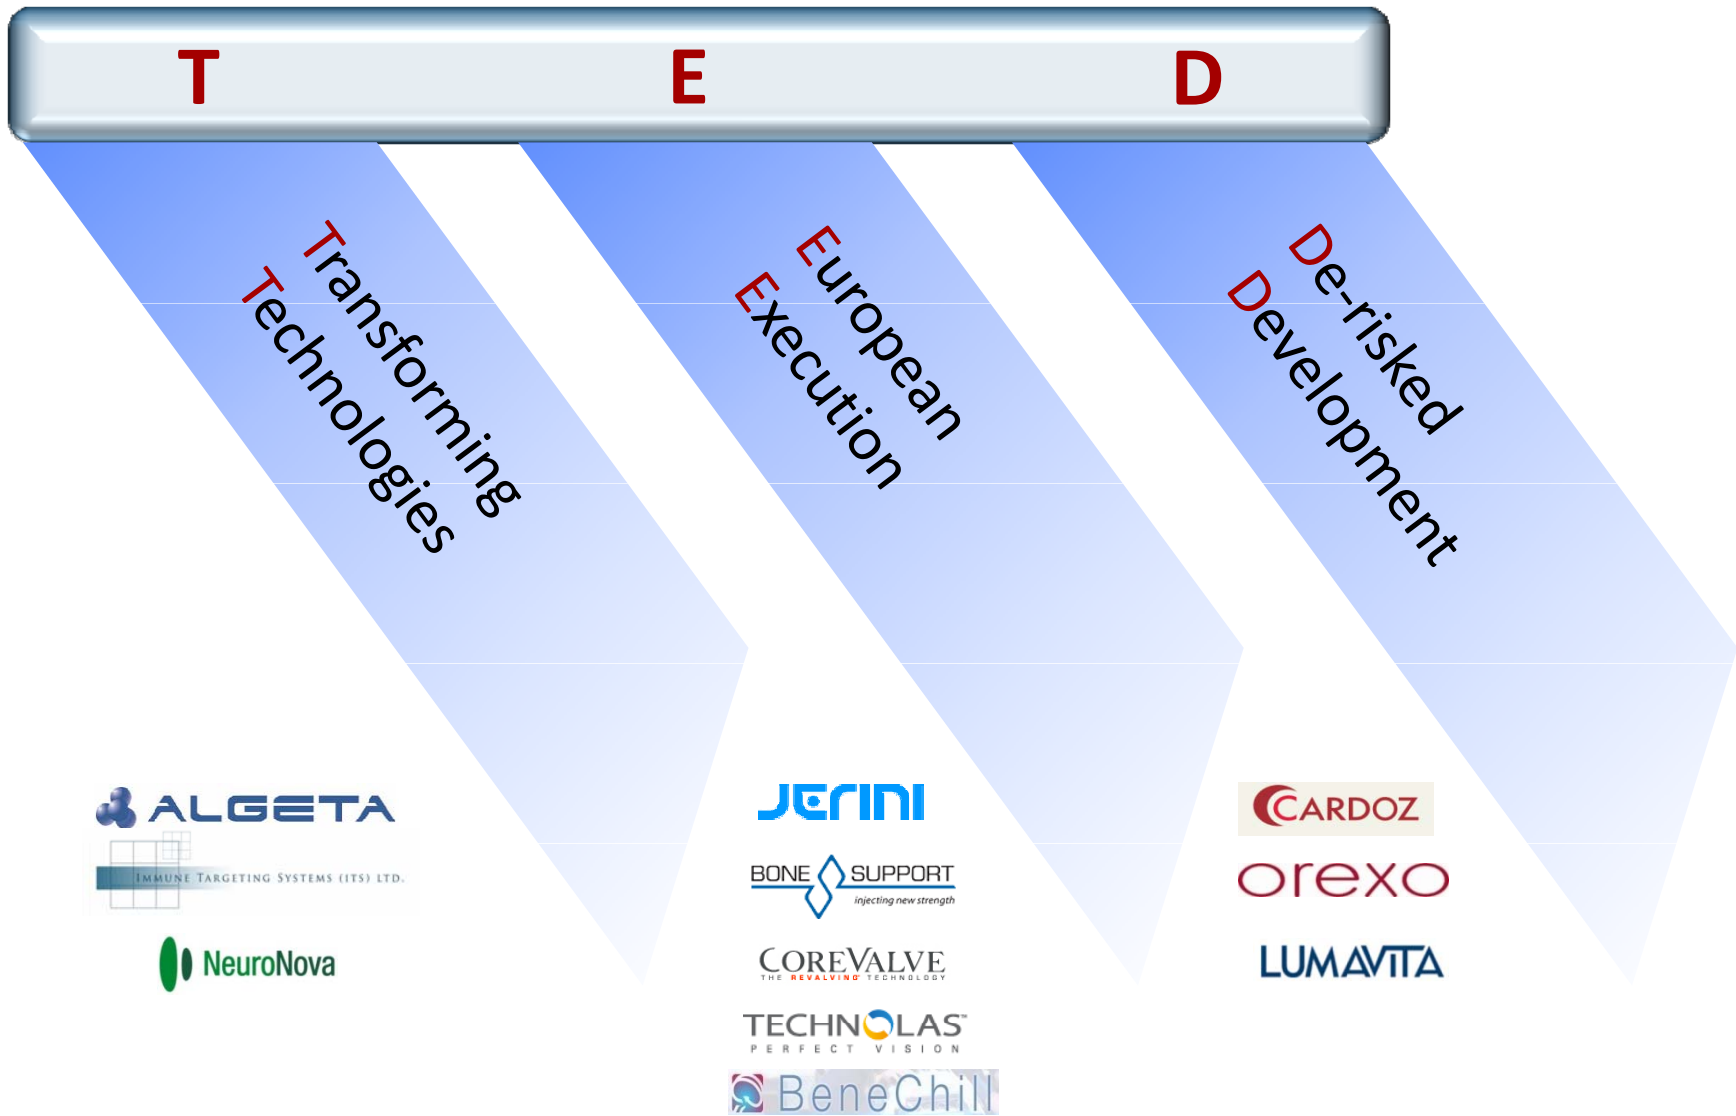 T E D
Transforming
Technologies
European
Execution
De-risked
Development
ALGETA
IMMUNE TARGETING SYSTEMS (ITS) LTD.
NeuroNova
JERINI
BONE SUPPORT
injecting new strength
COREVALVE
THE REVALVING TECHNOLOGY
TECHNOLAS™
PERFECT VISION
BeneChill
CARDOZ
orexo
LUMAVITA